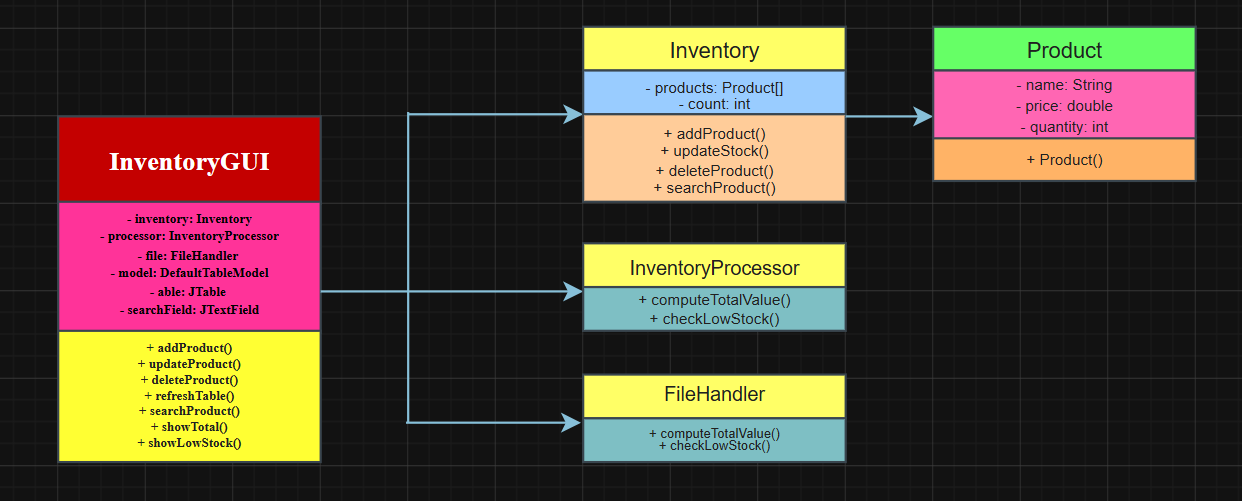 InventoryGUI
- inventory: Inventory
- processor: InventoryProcessor
- file: FileHandler
- model: DefaultTableModel
- able: JTable
- searchField: JTextField
+ addProduct()
+ updateProduct()
+ deleteProduct()
+ refreshTable()
+ searchProduct()
+ showTotal()
+ showLowStock()
Inventory
- products: Product[]
- count: int
+ addProduct()
+ updateStock()
+ deleteProduct()
+ searchProduct()
Product
- name: String
- price: double
- quantity: int
+ Product()
InventoryProcessor
+ computeTotalValue()
+ checkLowStock()
FileHandler
+ computeTotalValue()
+ checkLowStock()